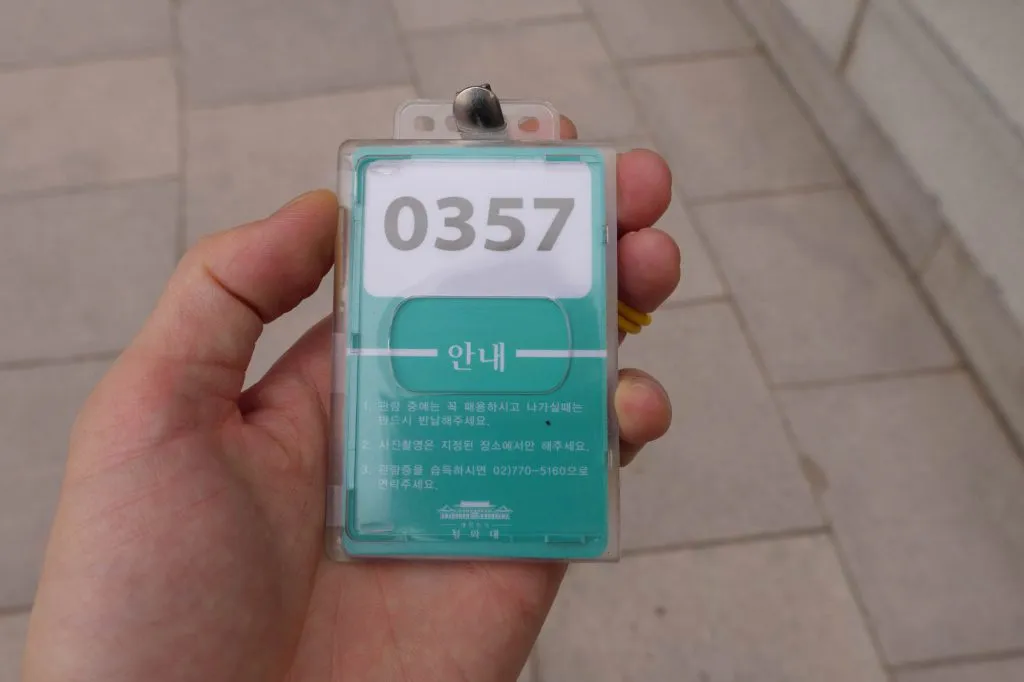 0357
안내
1. 관람 중에는 꼭 패용하시고 나가실때는
반드시 반납해주세요.
2. 사진촬영은 지정된 장소에서만 해주세요.
3. 관람증을 습득하시면 02)770-5160으로
연락주세요.
청 와 대